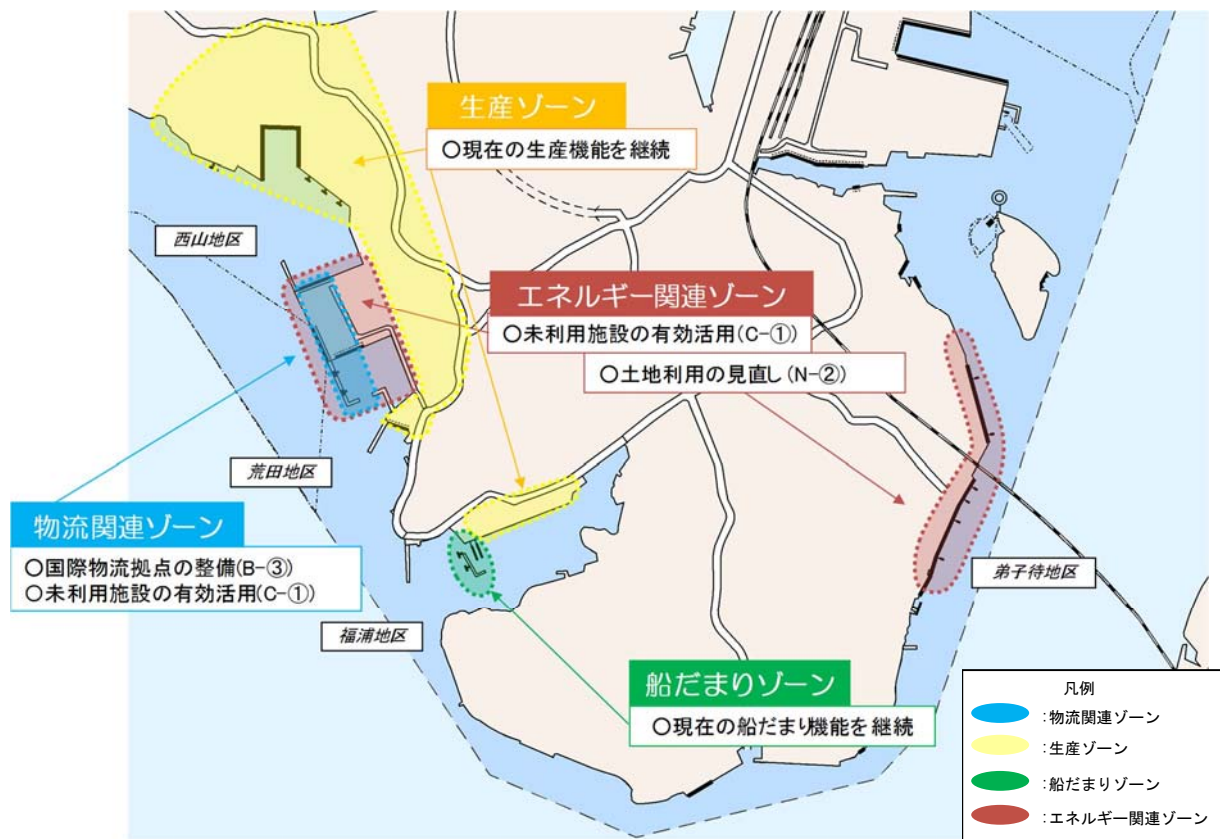 生産ゾーン
○現在の生産機能を継続
西山地区
エネルギー関連ゾーン
○未利用施設の有効活用(C-①)
○土地利用の見直し(N-②)
荒田地区
物流関連ゾーン
○国際物流拠点の整備(B-③)
○未利用施設の有効活用(C-①)
弟子待地区
福浦地区
船だまりゾーン
○現在の船だまり機能を継続
凡例
:物流関連ゾーン
:生産ゾーン
:船だまりゾーン
:エネルギー関連ゾーン